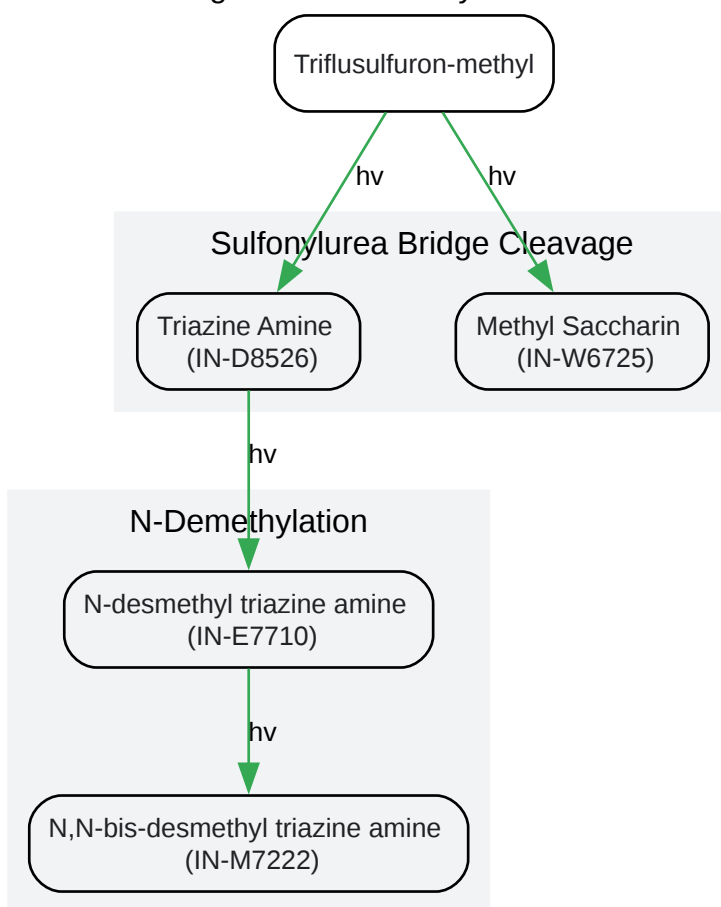 Triflusulfuron-methyl
hv
hv
Sulfonylurea Bridge Cleavage
Triazine Amine
(IN-D8526)
Methyl Saccharin
(IN-W6725)
hv
N-Demethylation
N-desmethyl triazine amine
(IN-E7710)
hv
N,N-bis-desmethyl triazine amine
(IN-M7222)